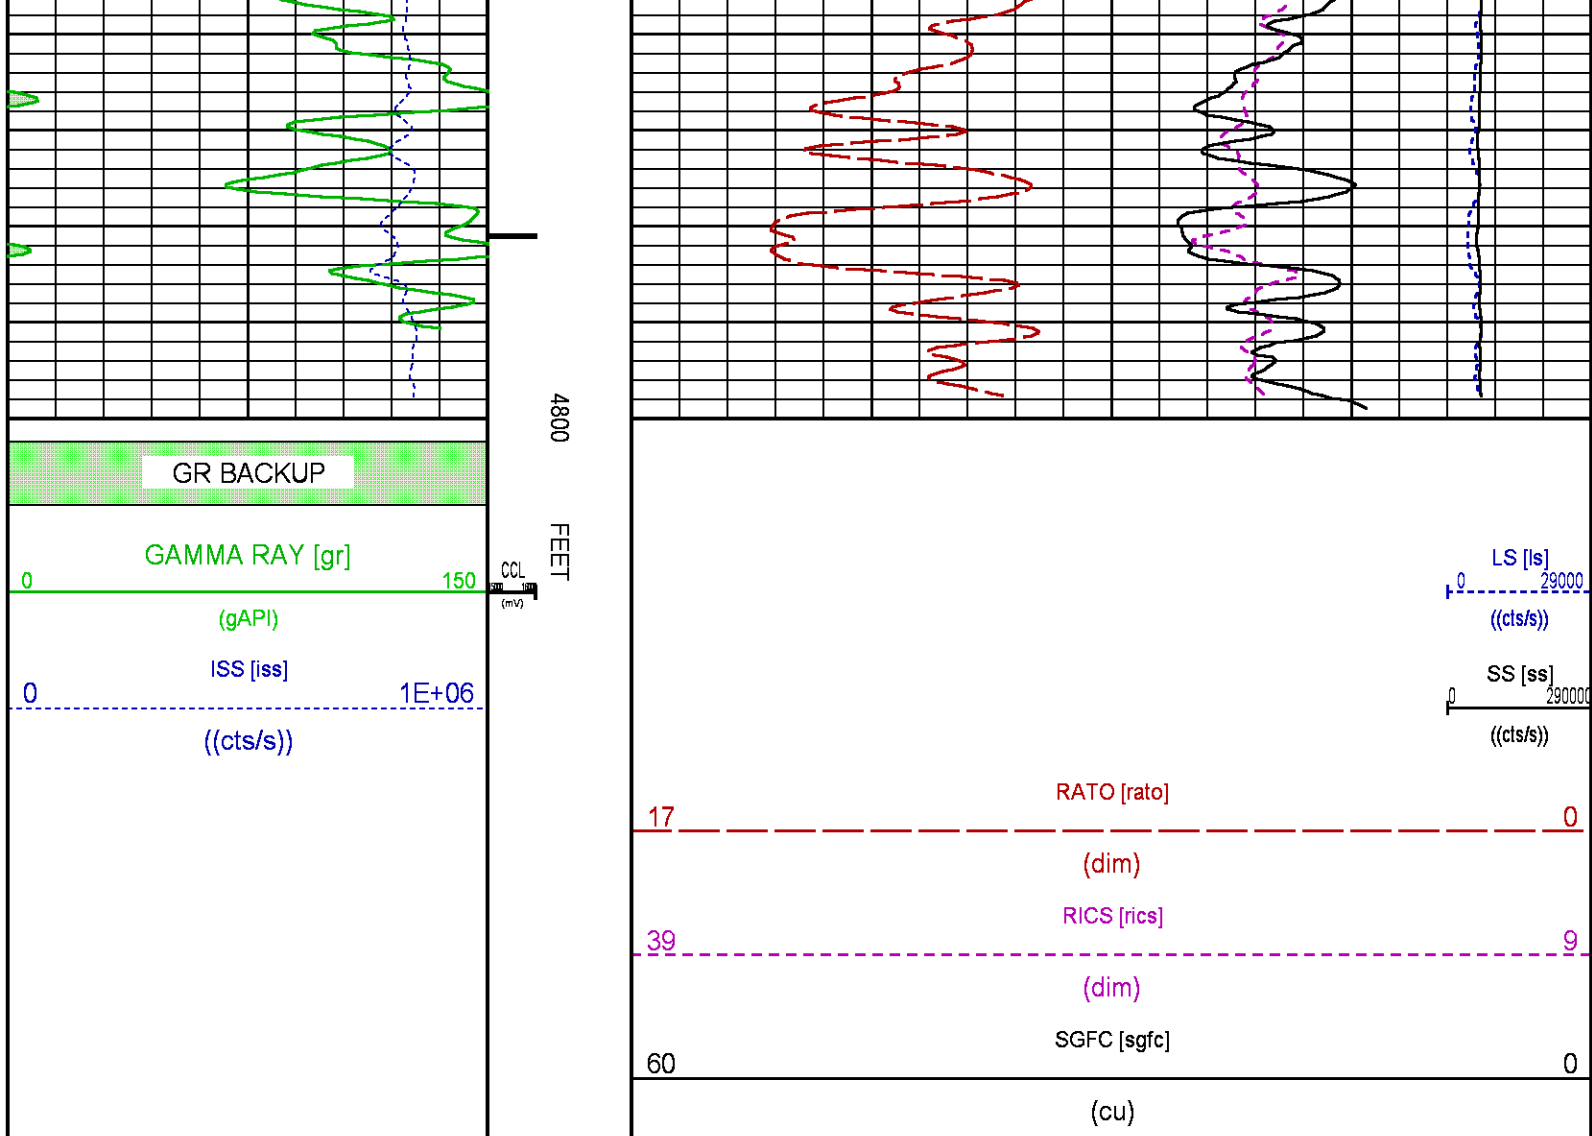 4800
FEET
GR BACKUP
GAMMA RAY [gr]
0 150
(gAPI)
ISS [iss]
0 1E+06
((cts/s))
CCL
(mV)
LS [ls]
0 29000
((cts/s))
SS [ss]
0 290000
((cts/s))
RATO [rato]
17 0
(dim)
RICS [rics]
39 9
(dim)
SGFC [sgfc]
60 0
(cu)